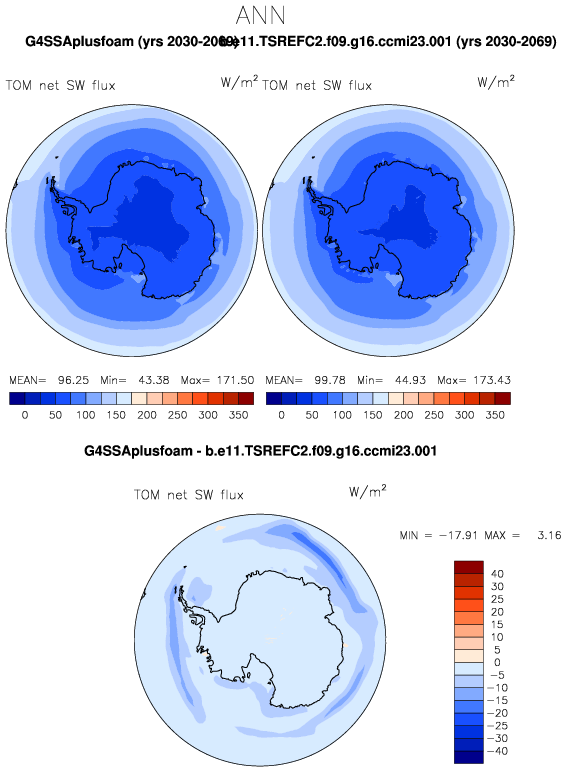 ANN
G4SSAplusfoam (yrs 2030-2069) b.e11.TSREFC2.f09.g16.ccmi23.001 (yrs 2030-2069)
TOM net SW flux W/m² TOM net SW flux W/m²
MEAN= 96.25 Min= 43.38 Max= 171.50 MEAN= 99.78 Min= 44.93 Max= 173.43
0 50 100 150 200 250 300 350 0 50 100 150 200 250 300 350
G4SSAplusfoam - b.e11.TSREFC2.f09.g16.ccmi23.001
TOM net SW flux W/m²
MIN = -17.91 MAX = 3.16
40
30
25
20
15
10
5
0
-5
-10
-15
-20
-25
-30
-40